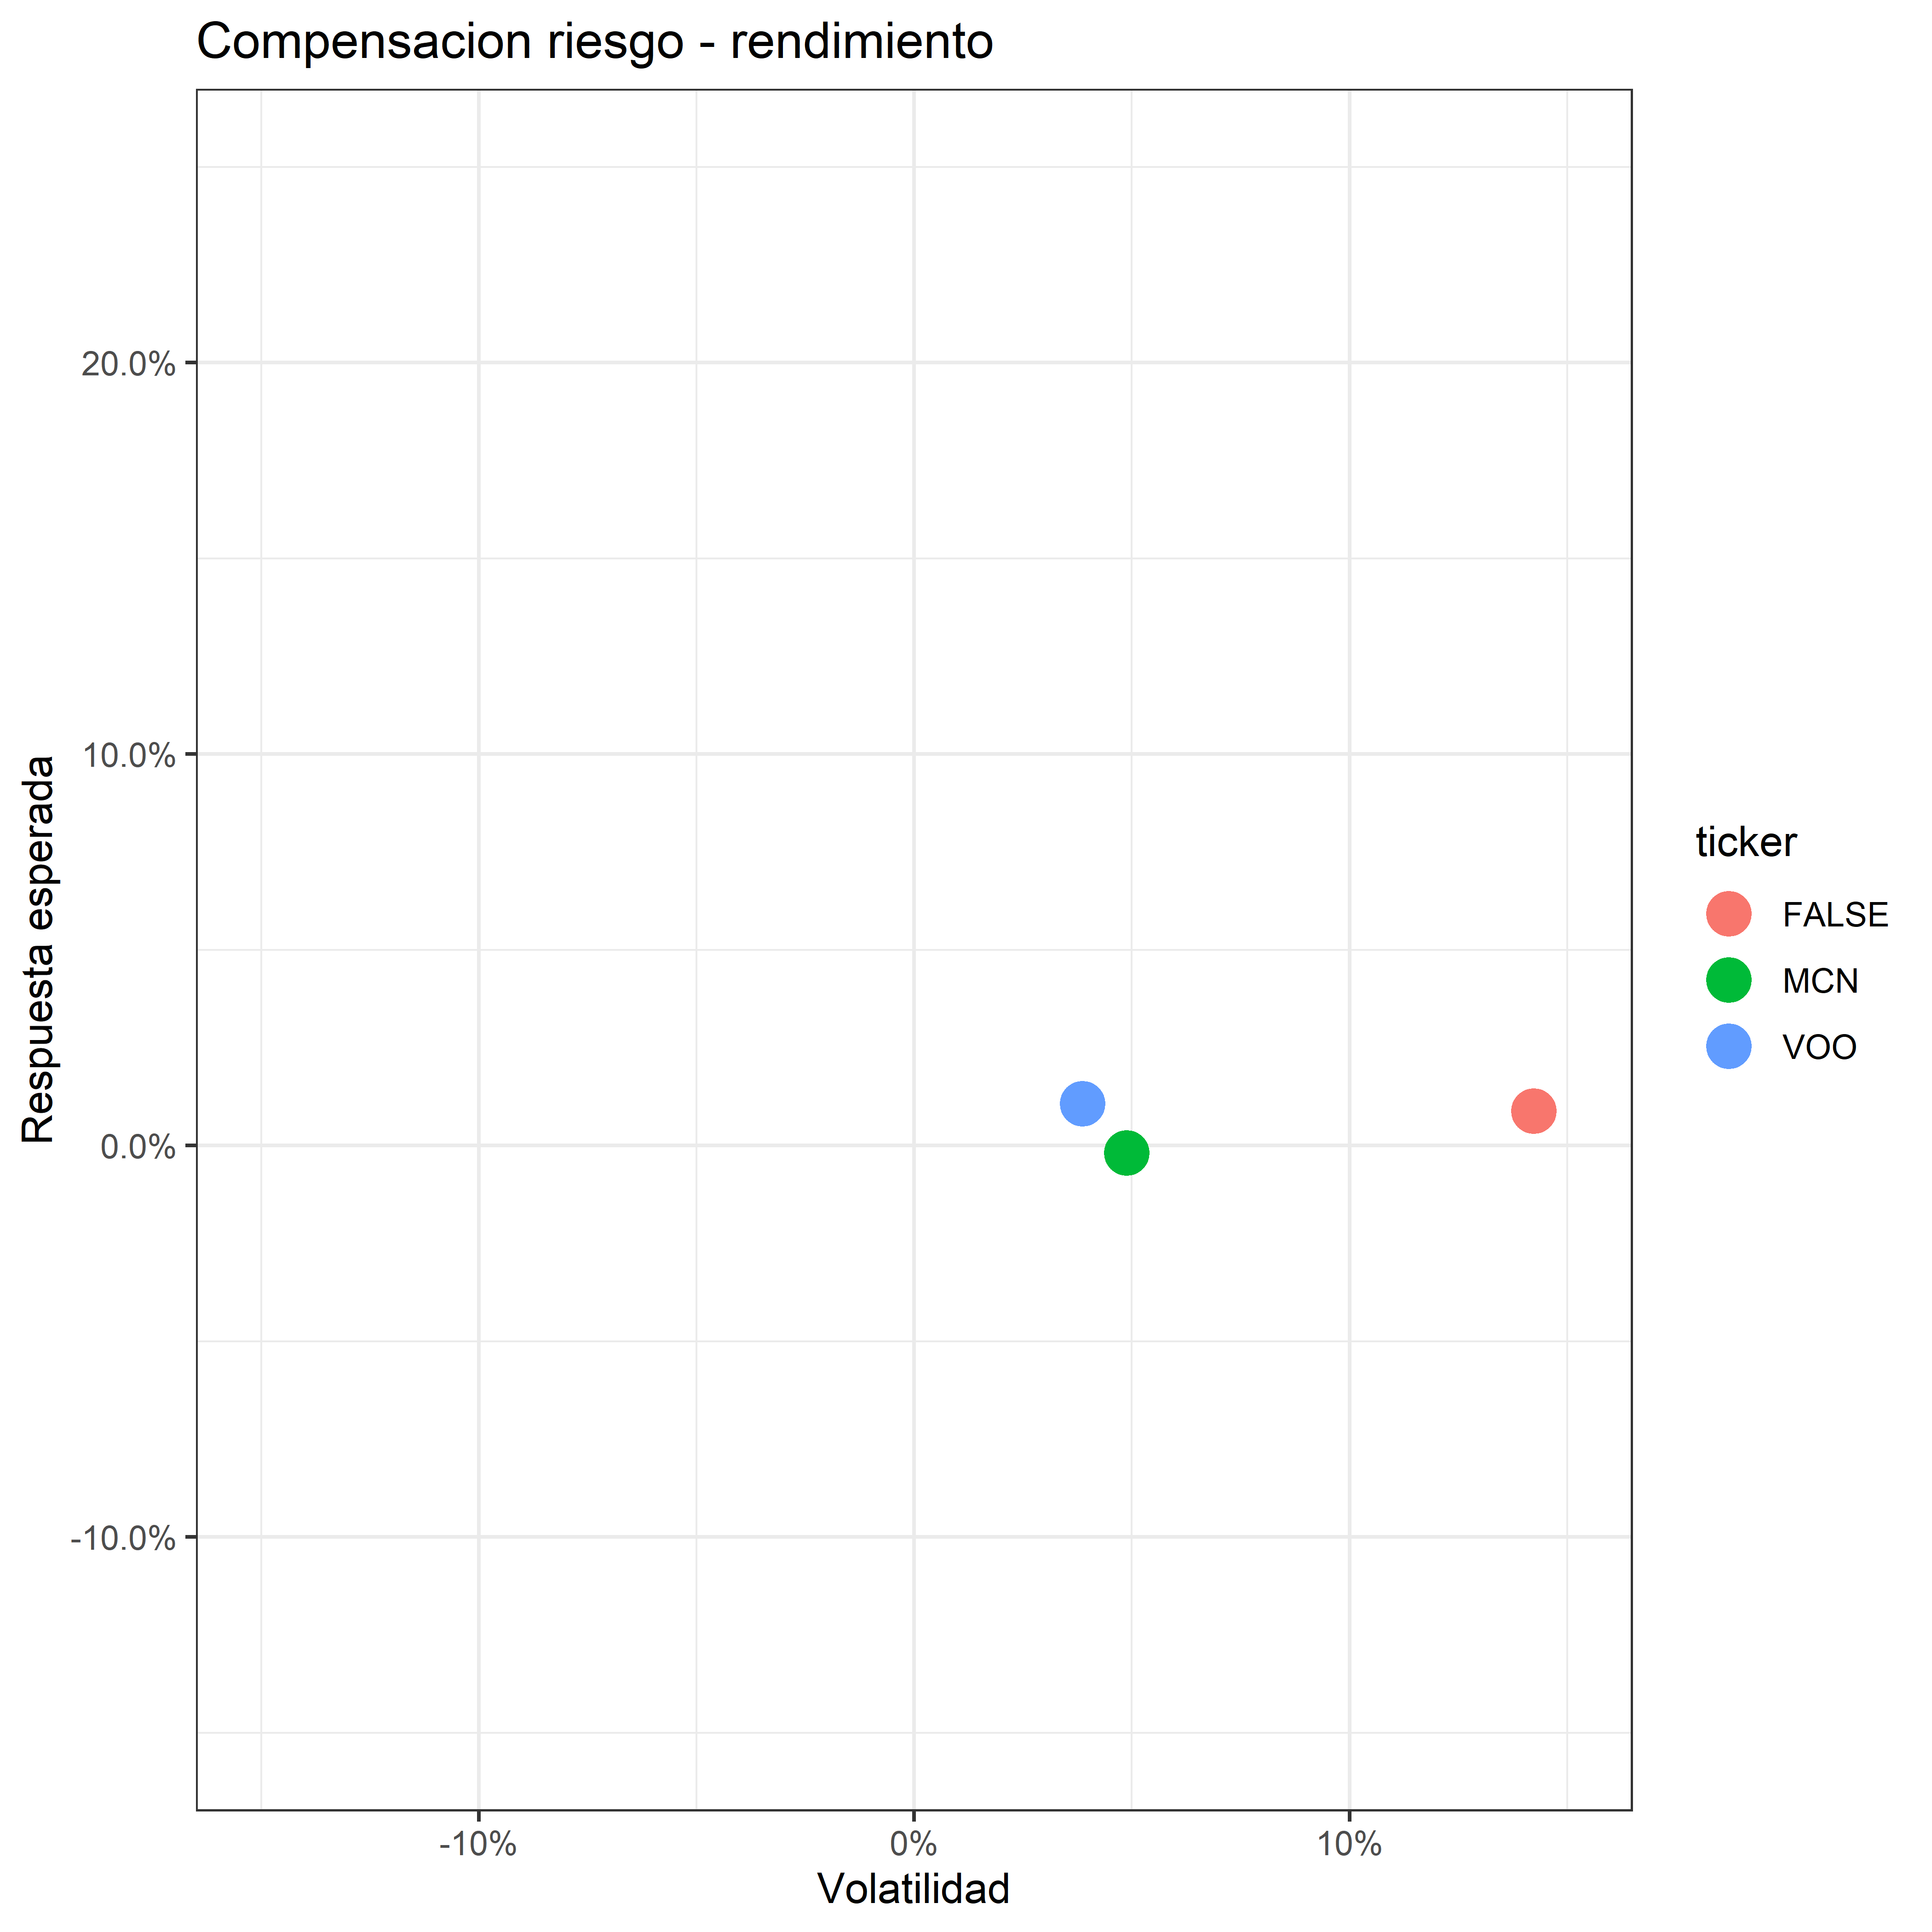 Compensacion riesgo - rendimiento
20.0%
10.0%
0.0%
-10.0%
Respuesta esperada
-10%
0%
10%
Volatilidad
ticker
FALSE
MCN
VOO